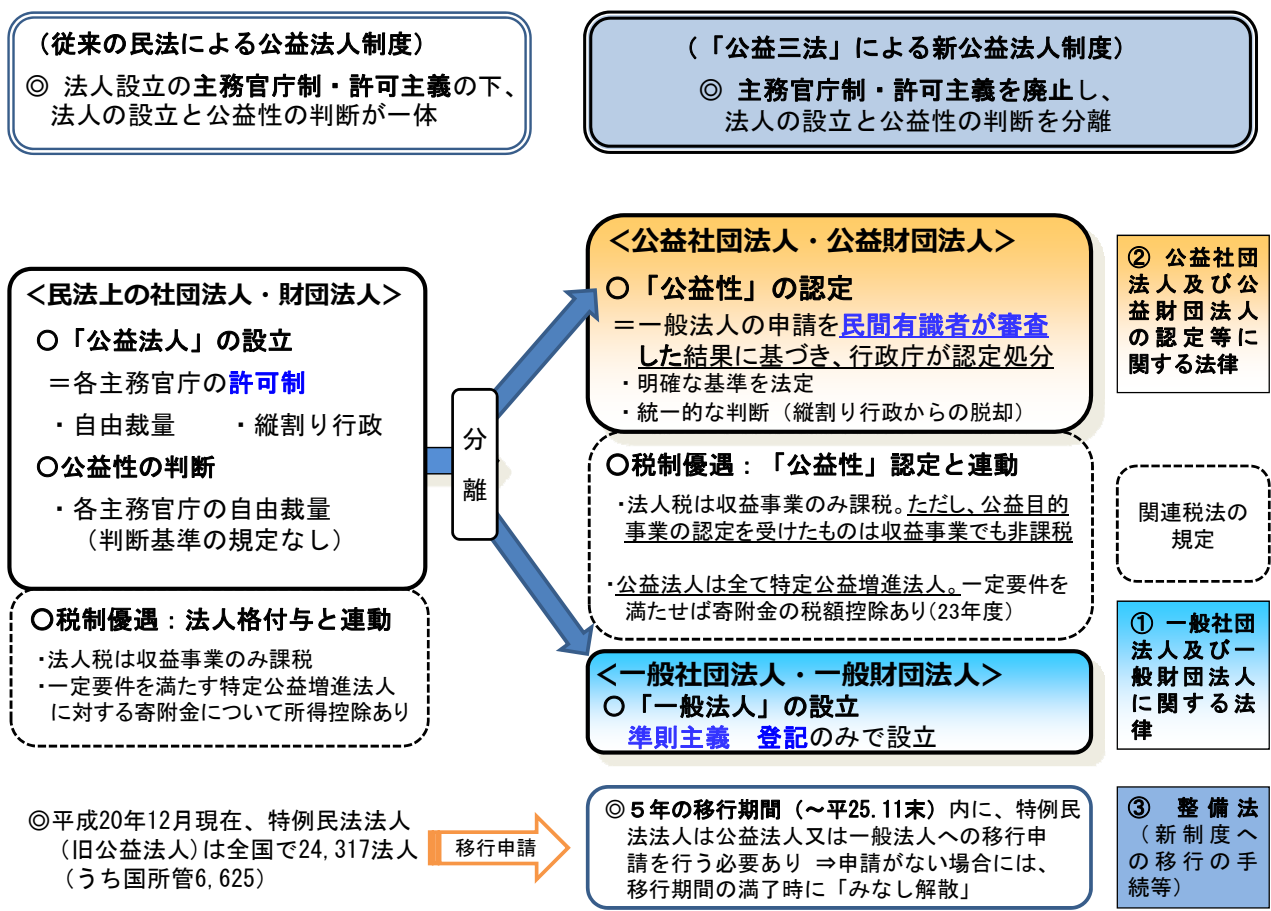 （従来の民法による公益法人制度）
◎ 法人設立の主務官庁制・許可主義の下、
法人の設立と公益性の判断が一体
（「公益三法」による新公益法人制度）
◎ 主務官庁制・許可主義を廃止し、
法人の設立と公益性の判断を分離
＜民法上の社団法人・財団法人＞
○「公益法人」の設立
＝各主務官庁の許可制
・自由裁量　・縦割り行政
○公益性の判断
・各主務官庁の自由裁量
（判断基準の規定なし）
○税制優遇：法人格付与と連動
・法人税は収益事業のみ課税
・一定要件を満たす特定公益増進法人
に対する寄附金について所得控除あり
分
離
＜公益社団法人・公益財団法人＞
○「公益性」の認定
＝一般法人の申請を民間有識者が審査
した結果に基づき、行政庁が認定処分
・明確な基準を法定
・統一的な判断（縦割り行政からの脱却）
○税制優遇：「公益性」認定と連動
・法人税は収益事業のみ課税。ただし、公益目的
事業の認定を受けたものは収益事業でも非課税
・公益法人は全て特定公益増進法人。一定要件を
満たせば寄附金の税額控除あり(23年度）
＜一般社団法人・一般財団法人＞
○「一般法人」の設立
準則主義　登記のみで設立
② 公益社団
法人及び公
益財団法人
の認定等に
関する法律
関連税法の
規定
① 一般社団
法人及び一
般財団法人
に関する法
律
◎平成20年12月現在、特例民法法人
（旧公益法人）は全国で24,317法人
（うち国所管6,625）
移行申請
◎５年の移行期間（～平25.11末）内に、特例民
法法人は公益法人又は一般法人への移行申
請を行う必要あり ⇒申請がない場合には、
移行期間の満了時に「みなし解散」
③ 整備法
（新制度へ
の移行の手
続等）